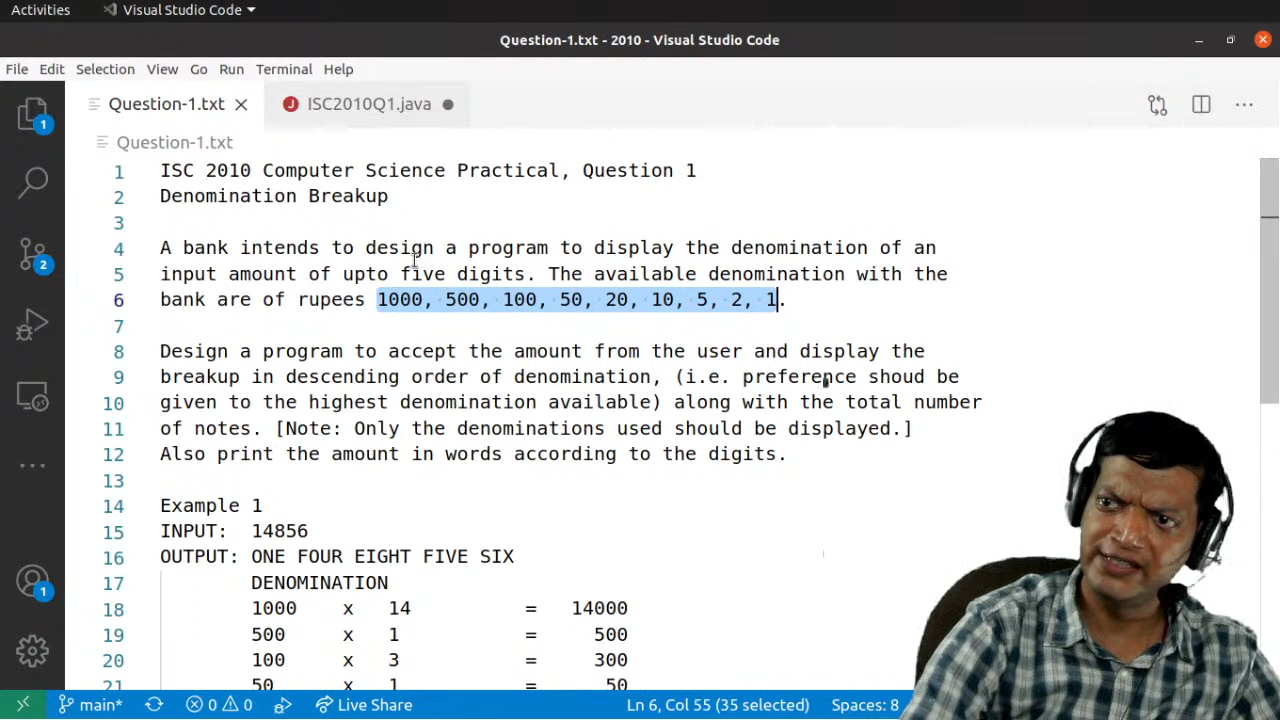 Activities Visual Studio Code
Question-1.txt - 2010 - Visual Studio Code
File Edit Selection View Go Run Terminal Help
Question-1.txt ISC2010Q1.java
Question-1.txt
1 ISC 2010 Computer Science Practical, Question 1
2 Denomination Breakup
3
4 A bank intends to design a program to display the denomination of an
5 input amount of upto five digits. The available denomination with the
6 bank are of rupees 1000, 500, 100, 50, 20, 10, 5, 2, 1.
7
8 Design a program to accept the amount from the user and display the
9 breakup in descending order of denomination, (i.e. preference shoud be
10 given to the highest denomination available) along with the total number
11 of notes. [Note: Only the denominations used should be displayed.]
12 Also print the amount in words according to the digits.
13
14 Example 1
15 INPUT: 14856
16 OUTPUT: ONE FOUR EIGHT FIVE SIX
17 DENOMINATION
18 1000 x 14 = 14000
19 500 x 1 = 500
20 100 x 3 = 300
21 50 x 1 = 50
1
2
1
main* 0 0 Live Share Ln 6, Col 55 (35 selected) Spaces: 8